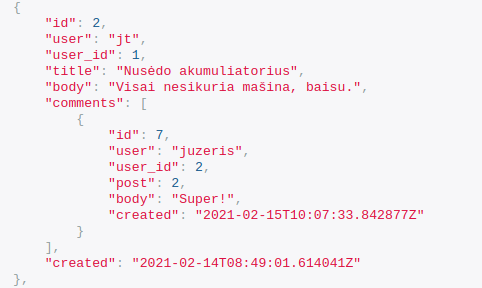 {
    "id": 2,
    "user": "jt",
    "user_id": 1,
    "title": "Nusėdo akumuliatorius",
    "body": "Visai nesikuria mašina, baisu.",
    "comments": [
        {
            "id": 7,
            "user": "juzeris",
            "user_id": 2,
            "post": 2,
            "body": "Super!",
            "created": "2021-02-15T10:07:33.842877Z"
        }
    ],
    "created": "2021-02-14T08:49:01.614041Z"
},